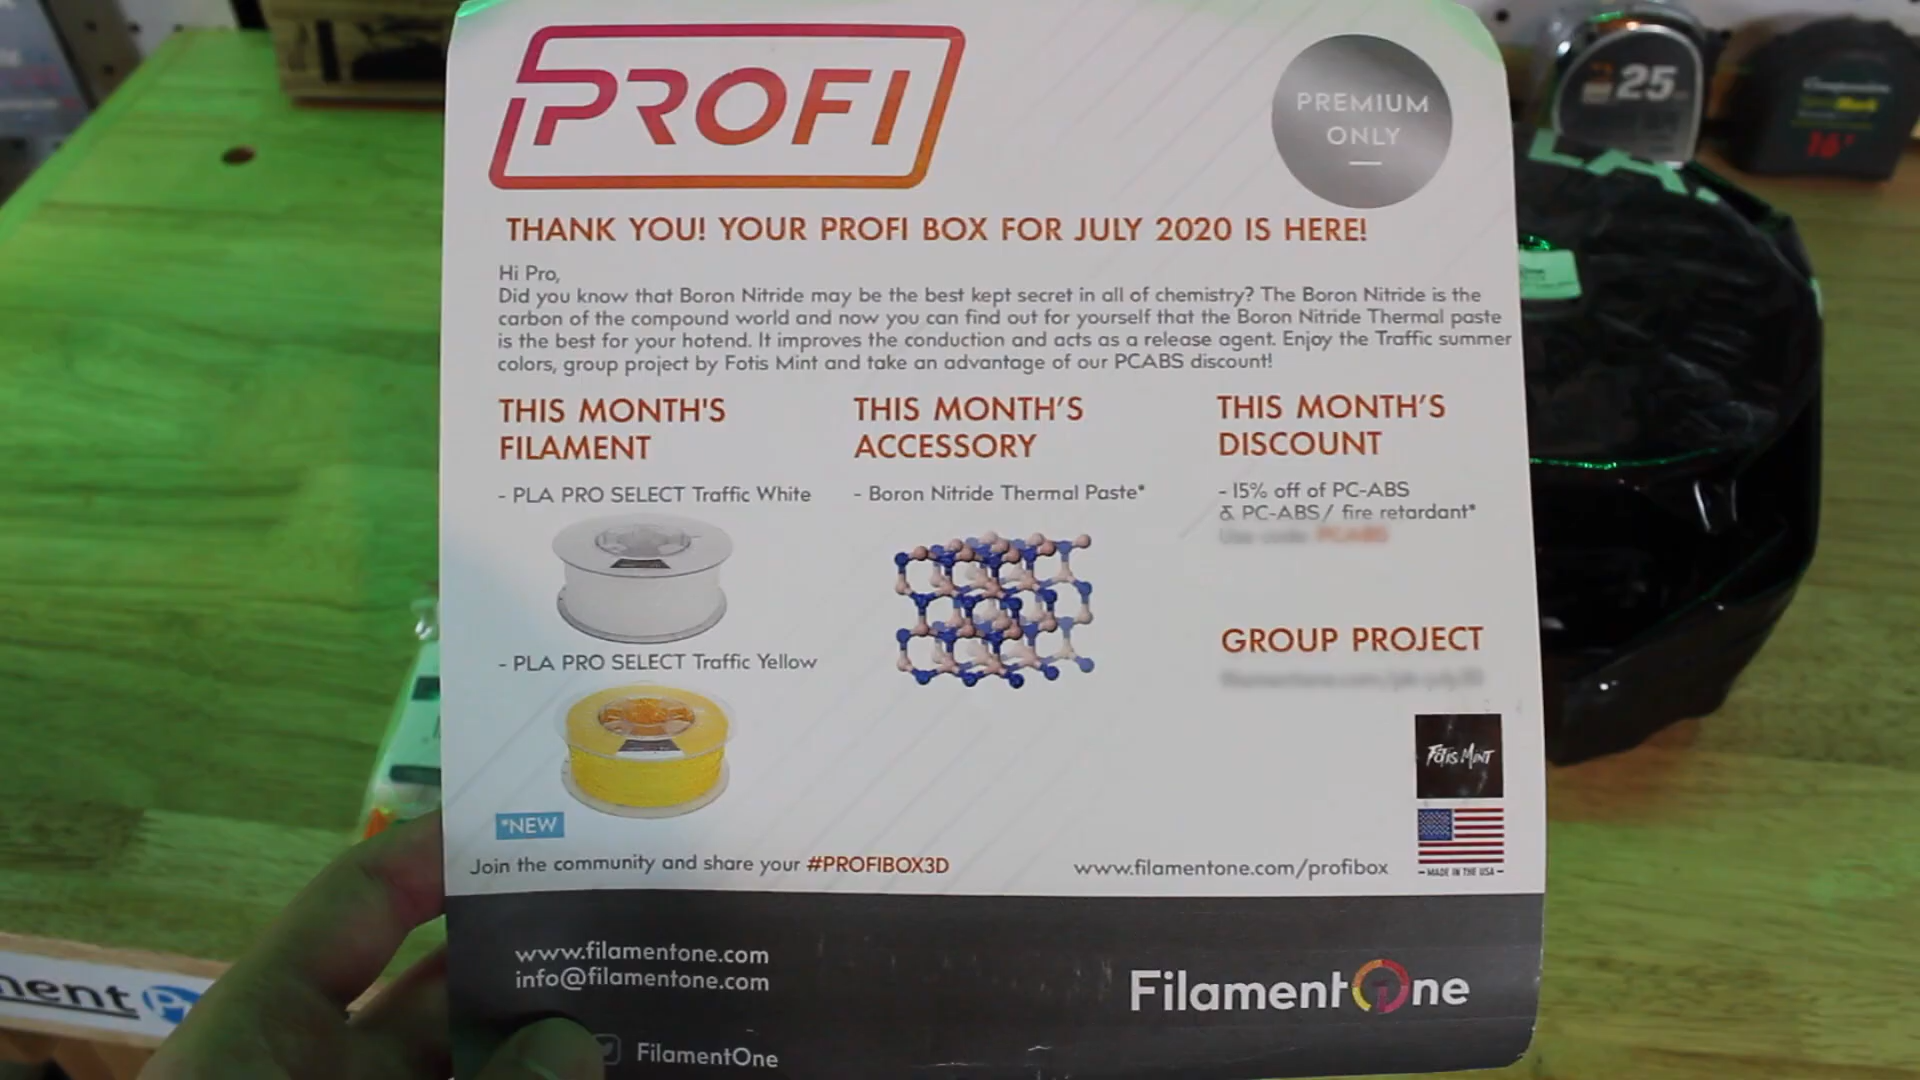 PROFI
PREMIUM
ONLY
THANK YOU! YOUR PROFI BOX FOR JULY 2020 IS HERE!
Hi Pro,
Did you know that Boron Nitride may be the best kept secret in all of chemistry? The Boron Nitride is the
carbon of the compound world and now you can find out for yourself that the Boron Nitride Thermal paste
is the best for your hotend. It improves the conduction and acts as a release agent. Enjoy the Traffic summer
colors, group project by Fotis Mint and take an advantage of our PCABS discount!
THIS MONTH'S
FILAMENT
- PLA PRO SELECT Traffic White
- PLA PRO SELECT Traffic Yellow
*NEW
THIS MONTH'S
ACCESSORY
- Boron Nitride Thermal Paste*
THIS MONTH'S
DISCOUNT
- 15% off of PC-ABS
& PC-ABS/ fire retardant*
GROUP PROJECT
FOTIS MINT
- MADE IN THE USA -
Join the community and share your #PROFIBOX3D
www.filamentone.com/profibox
www.filamentone.com
info@filamentone.com
FilamentOne
FilamentOne
25
16'
ment